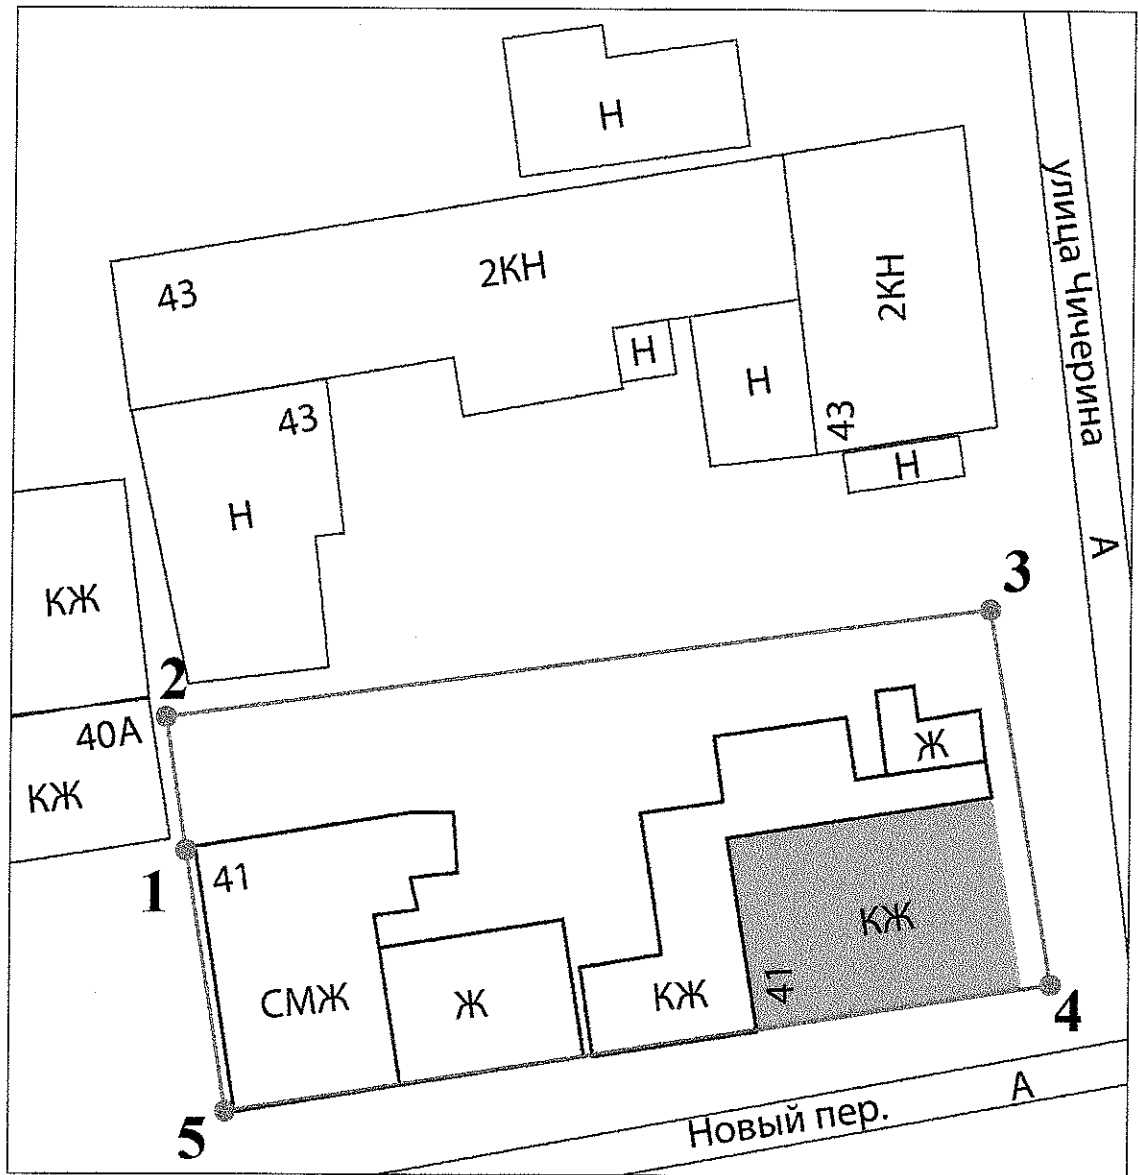 Н
улица Чичерина
43
2КН
2КН
Н
Н
43
43
Н
Н
А
КЖ
3
2
40А
Ж
КЖ
1
41
КЖ
СМЖ
Ж
КЖ
41
4
5
Новый пер.
А